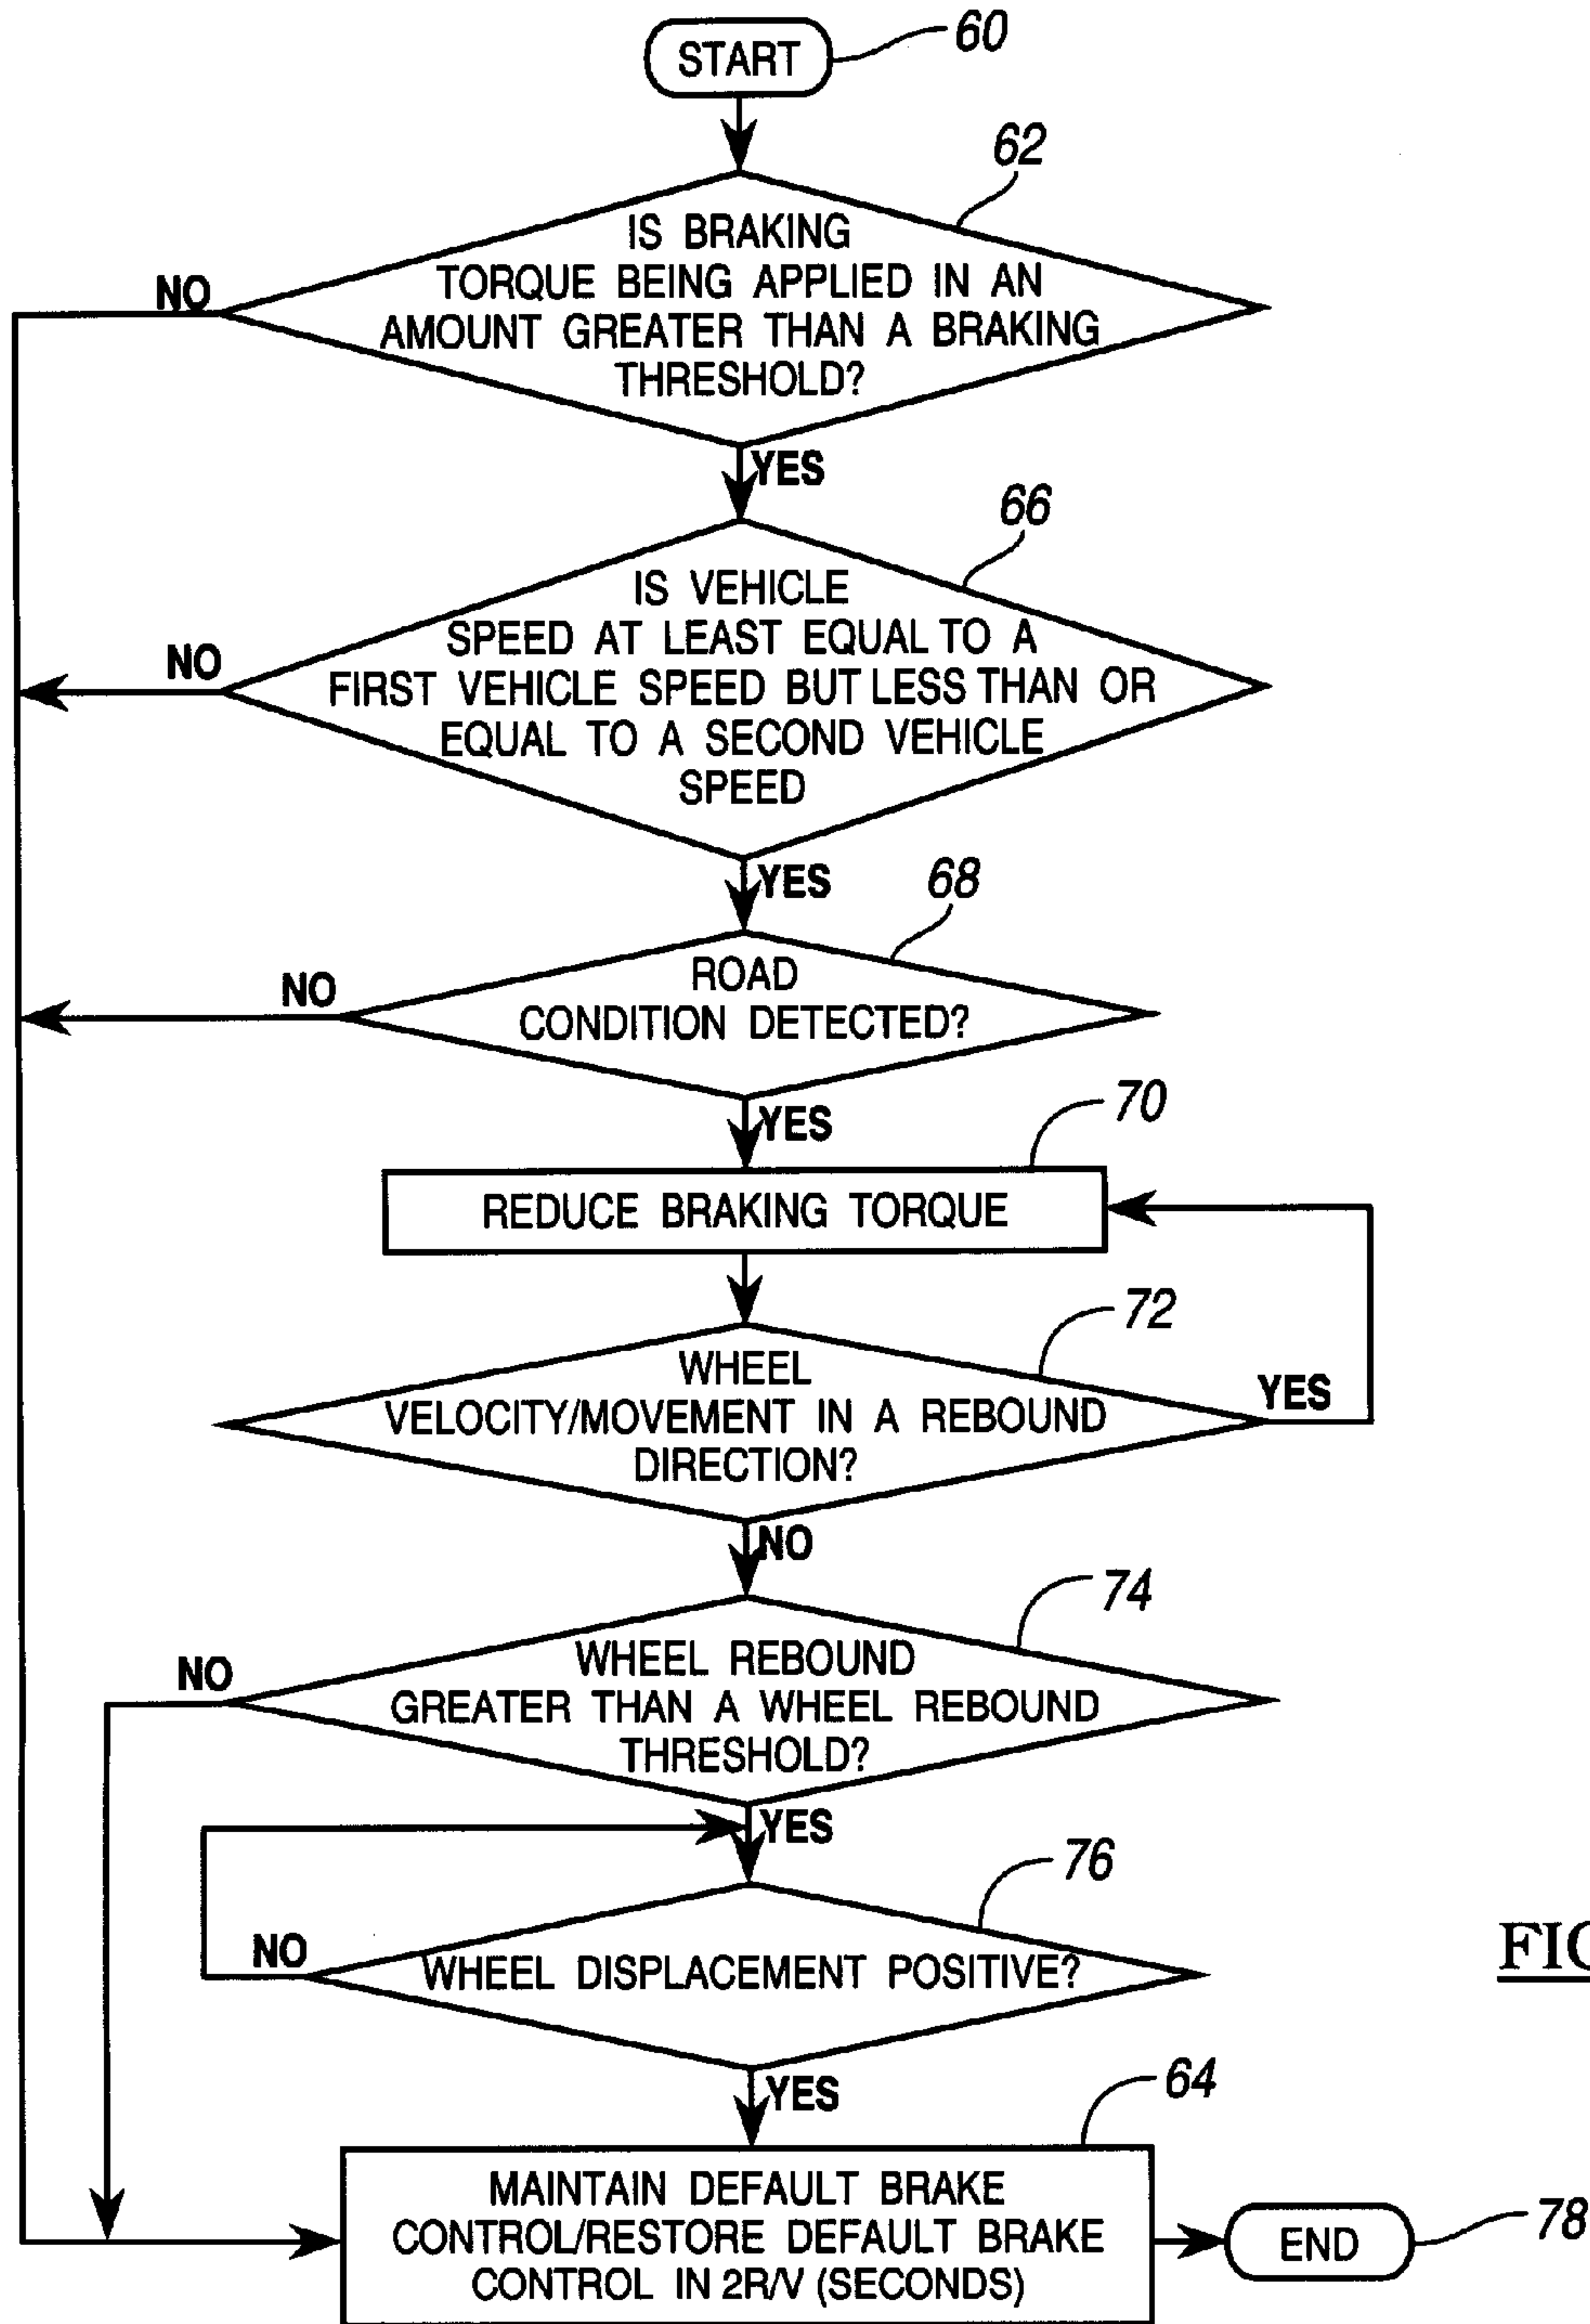 START
60
62
IS BRAKING
TORQUE BEING APPLIED IN AN
AMOUNT GREATER THAN A BRAKING
THRESHOLD?
NO
YES
66
IS VEHICLE
SPEED AT LEAST EQUAL TO A
FIRST VEHICLE SPEED BUT LESS THAN OR
EQUAL TO A SECOND VEHICLE
SPEED
NO
YES
68
ROAD
CONDITION DETECTED?
NO
YES
70
REDUCE BRAKING TORQUE
72
WHEEL
VELOCITY/MOVEMENT IN A REBOUND
DIRECTION?
YES
NO
74
WHEEL REBOUND
GREATER THAN A WHEEL REBOUND
THRESHOLD?
NO
YES
76
WHEEL DISPLACEMENT POSITIVE?
NO
YES
64
MAINTAIN DEFAULT BRAKE
CONTROL/RESTORE DEFAULT BRAKE
CONTROL IN 2R/V (SECONDS)
END
78